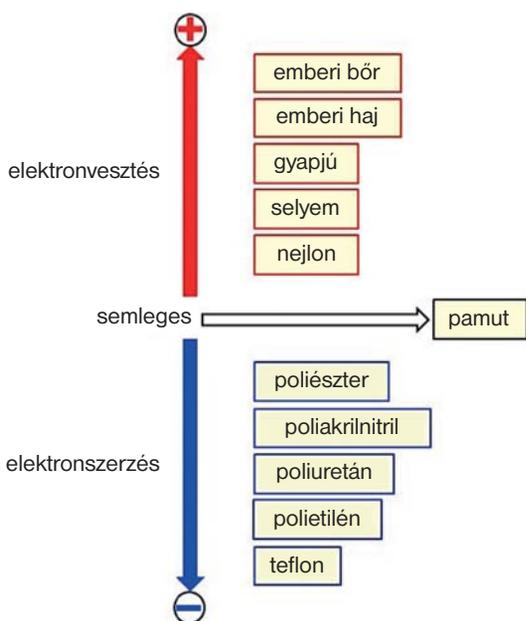 +
emberi bőr
emberi haj
gyapjú
elektronvesztés
selyem
nejlon
semleges
pamut
poliészter
poliakrilnitril
elektronszerzés
poliuretán
polietilén
teflon
−